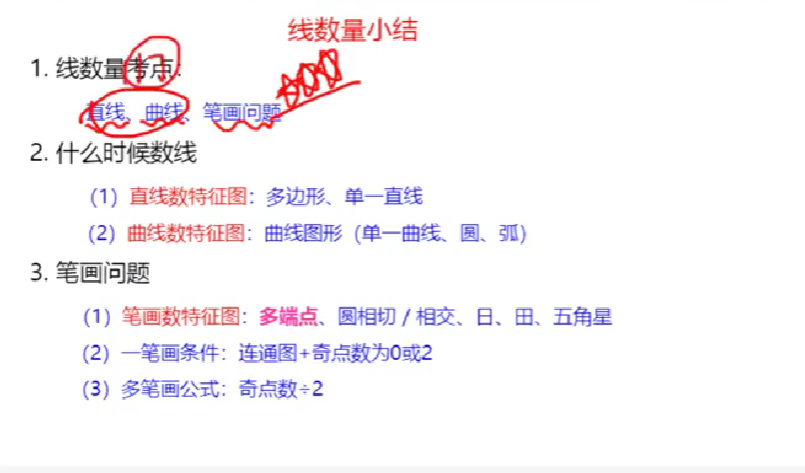 线数量小结
1. 线数量考点:
直线、曲线、笔画问题
2. 什么时候数线
（1）直线数特征图：多边形、单一直线
（2）曲线数特征图：曲线图形（单一曲线、圆、弧）
3. 笔画问题
（1）笔画数特征图：多端点、圆相切 / 相交、日、田、五角星
（2）一笔画条件：连通图+奇点数为0或2
（3）多笔画公式：奇点数÷2